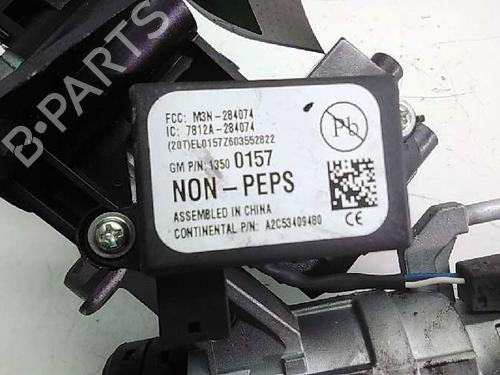 B-PARTS
FCC: M3N-284074
IC: 7812A-284074
(20T)EL0157Z603552822
GM P/N: 1350 0157
NON-PEPS
ASSEMBLED IN CHINA
CONTINENTAL P/N: A2C53409480
Pb
CE